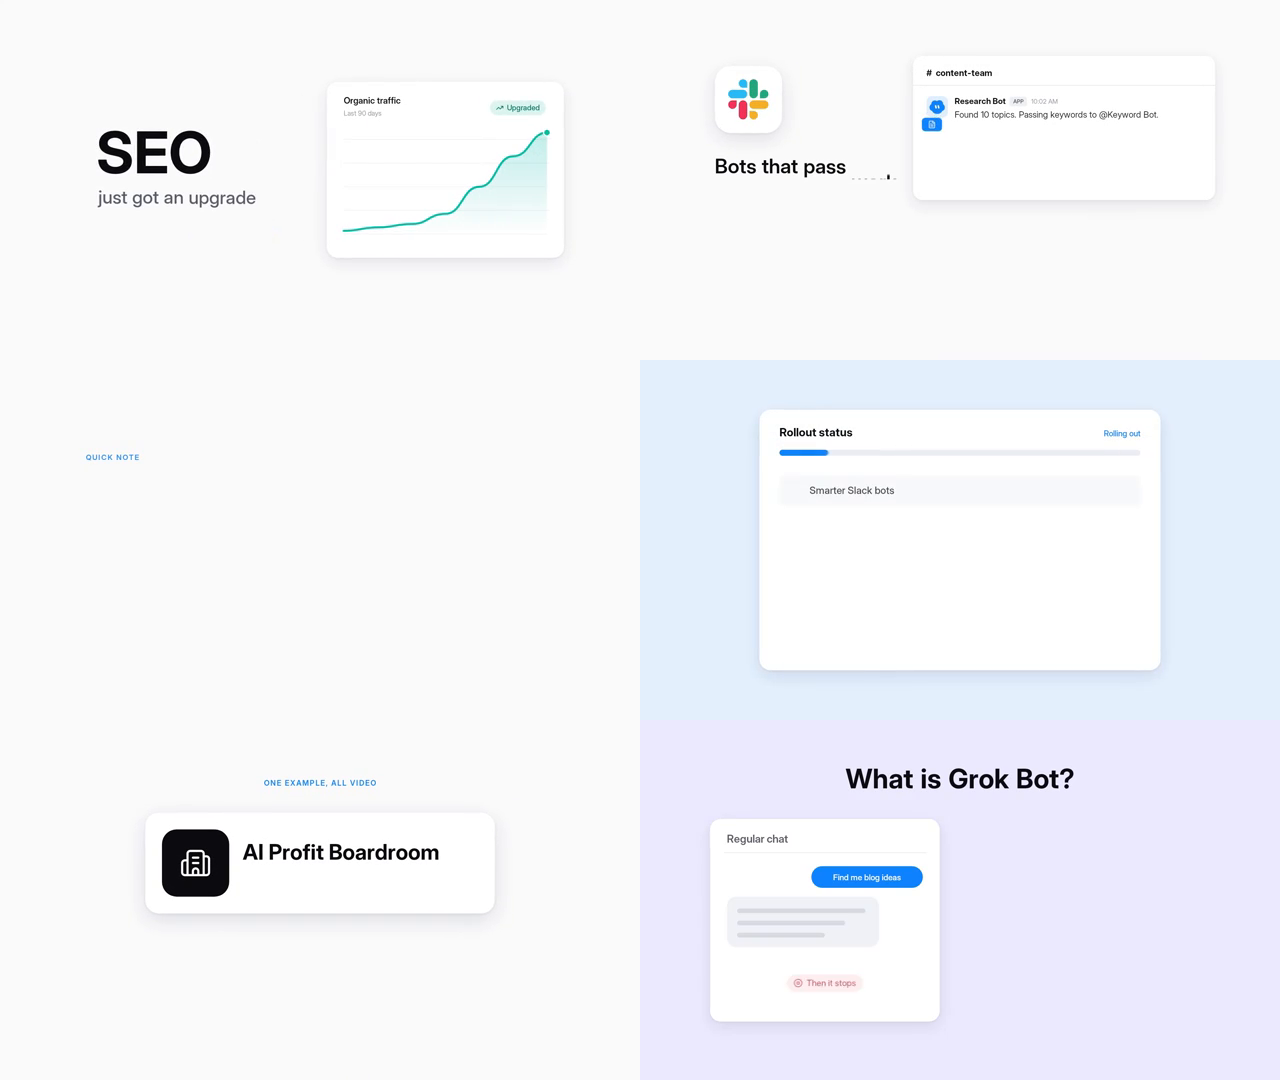 SEO
just got an upgrade
Organic traffic
Last 90 days
Upgraded
Bots that pass
# content-team
Research Bot APP 10:02 AM
Found 10 topics. Passing keywords to @Keyword Bot.
QUICK NOTE
Rollout status
Rolling out
Smarter Slack bots
ONE EXAMPLE, ALL VIDEO
AI Profit Boardroom
What is Grok Bot?
Regular chat
Find me blog ideas
Then it stops